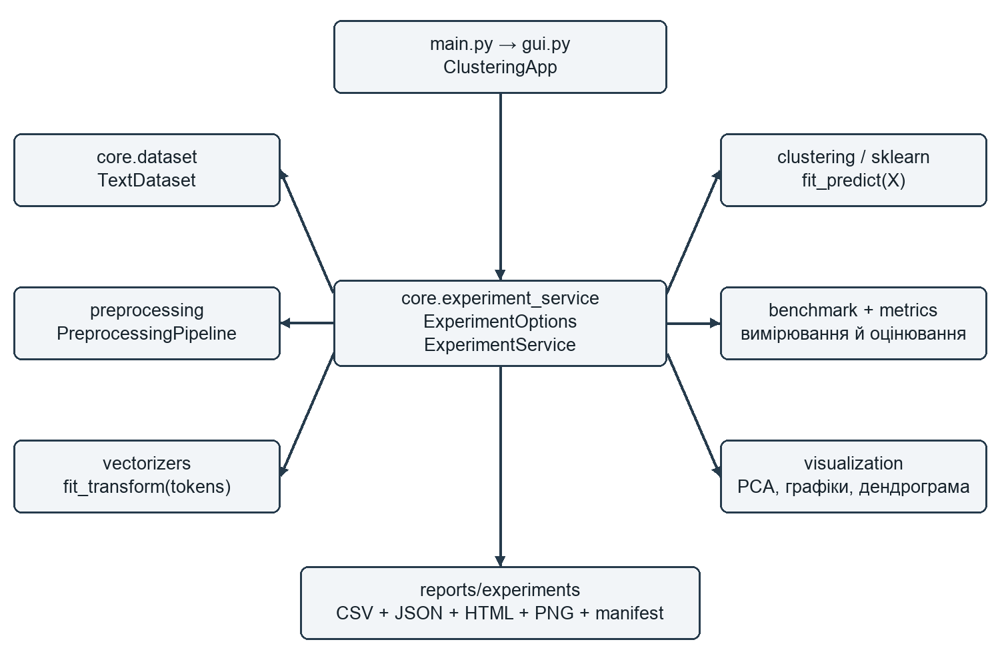 main.py → gui.py
ClusteringApp
core.dataset
TextDataset
clustering / sklearn
fit_predict(X)
preprocessing
PreprocessingPipeline
core.experiment_service
ExperimentOptions
ExperimentService
benchmark + metrics
вимірювання й оцінювання
vectorizers
fit_transform(tokens)
visualization
PCA, графіки, дендрограма
reports/experiments
CSV + JSON + HTML + PNG + manifest